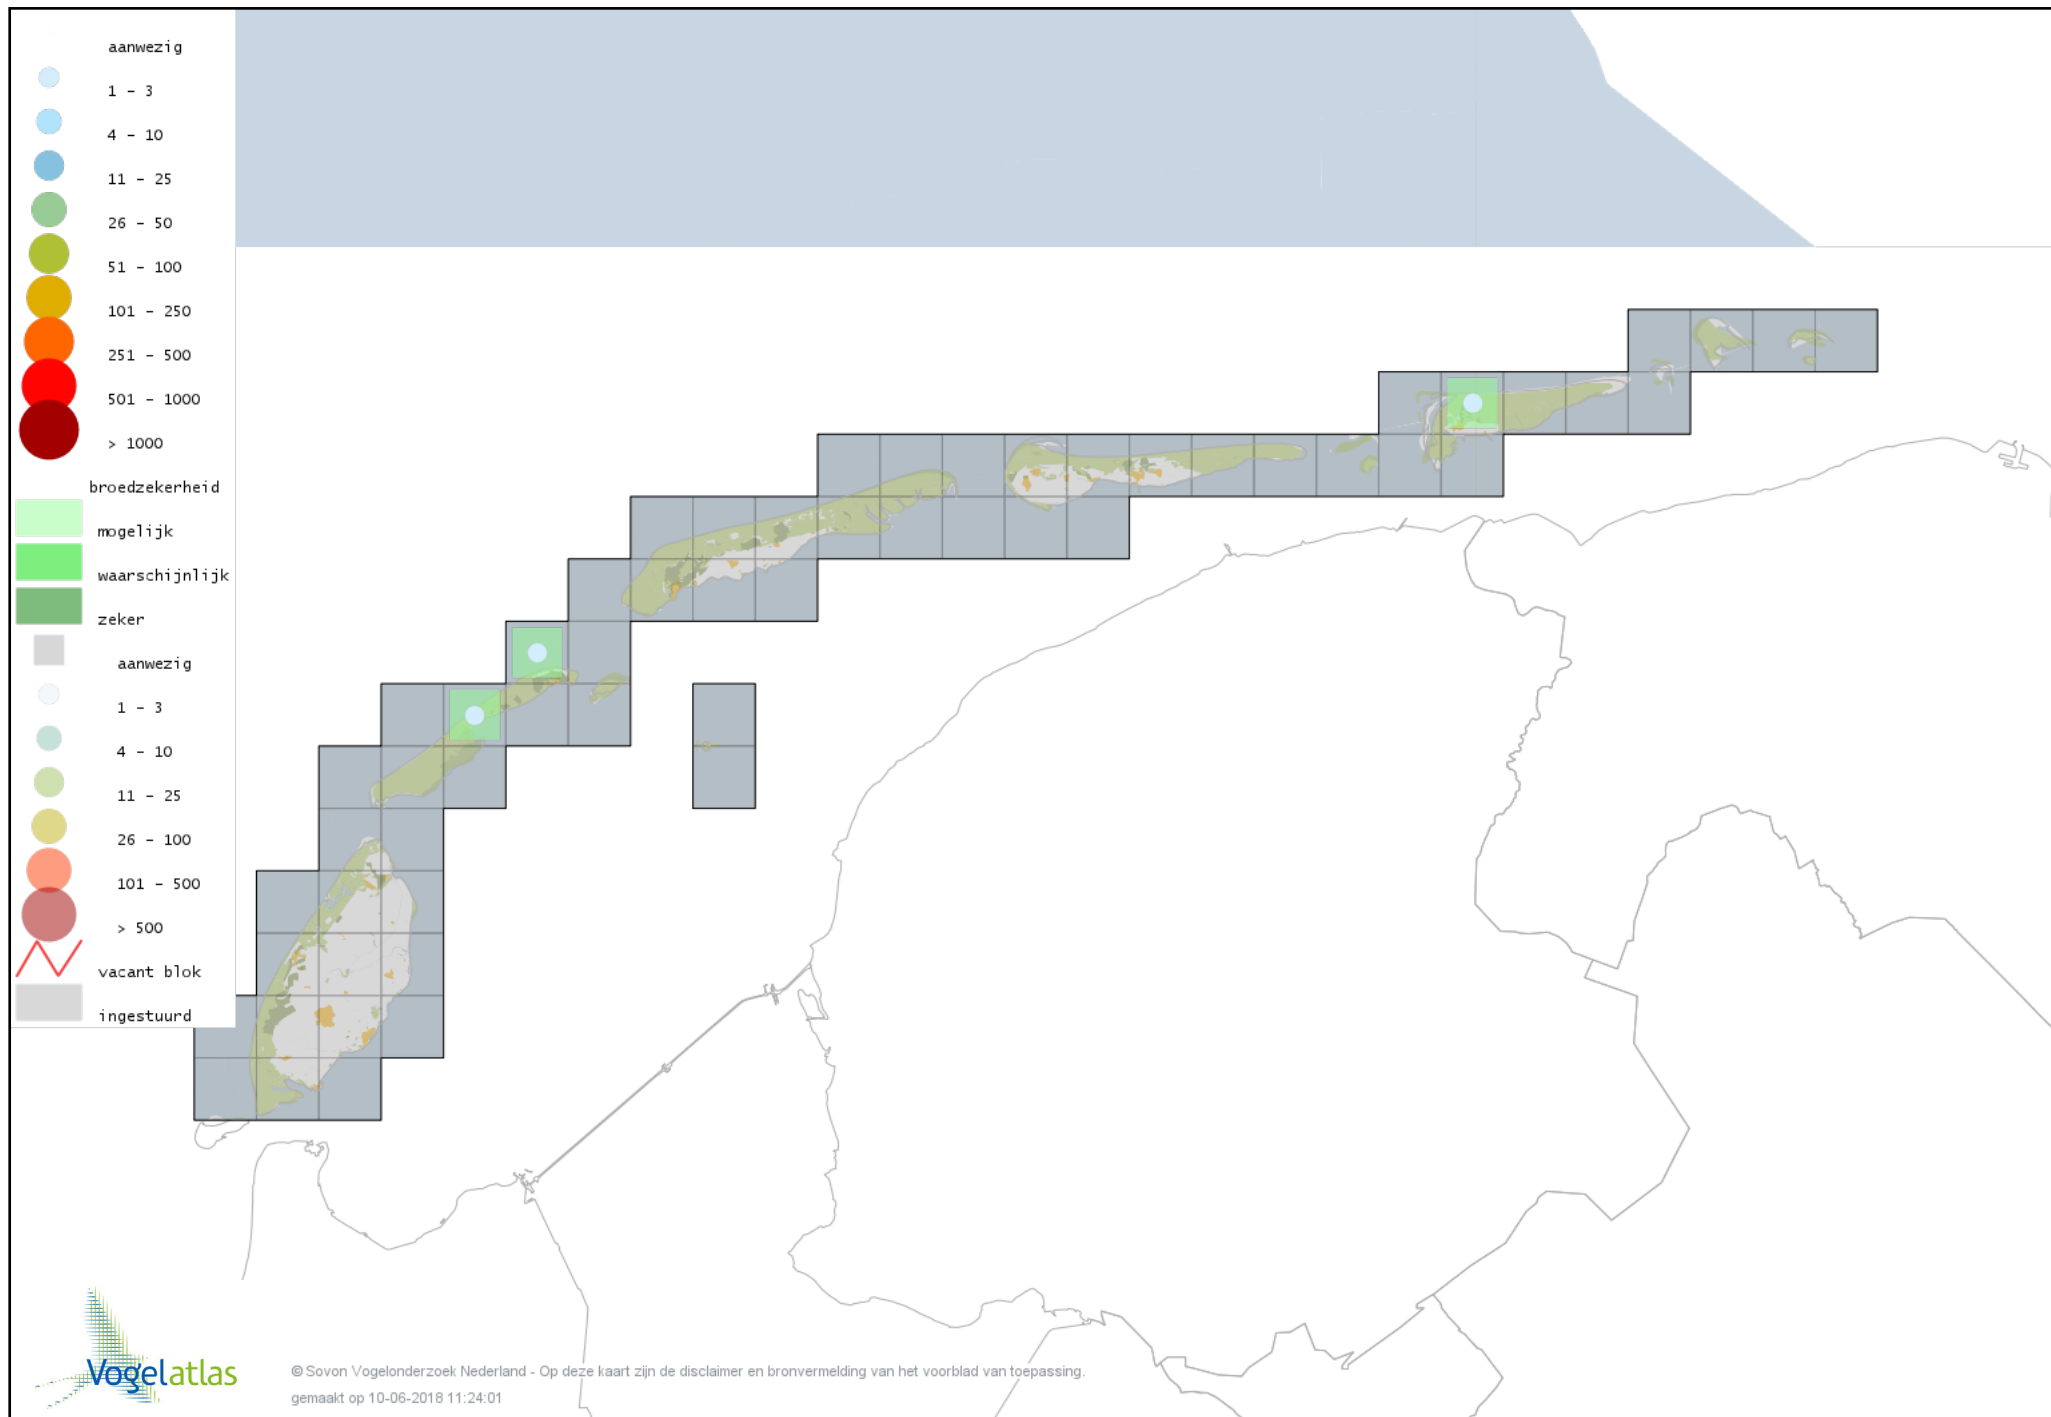 aanwezig
1 – 3
4 – 10
11 – 25
26 – 50
51 – 100
101 – 250
251 – 500
501 – 1000
> 1000
broedzekerheid
mogelijk
waarschijnlijk
zeker
aanwezig
1 – 3
4 – 10
11 – 25
26 – 100
101 – 500
> 500
vacant blok
ingestuurd
Vogelatlas
© Sovon Vogelonderzoek Nederland - Op deze kaart zijn de disclaimer en bronvermelding van het voorblad van toepassing.
gemaakt op 10-06-2018 11:24:01